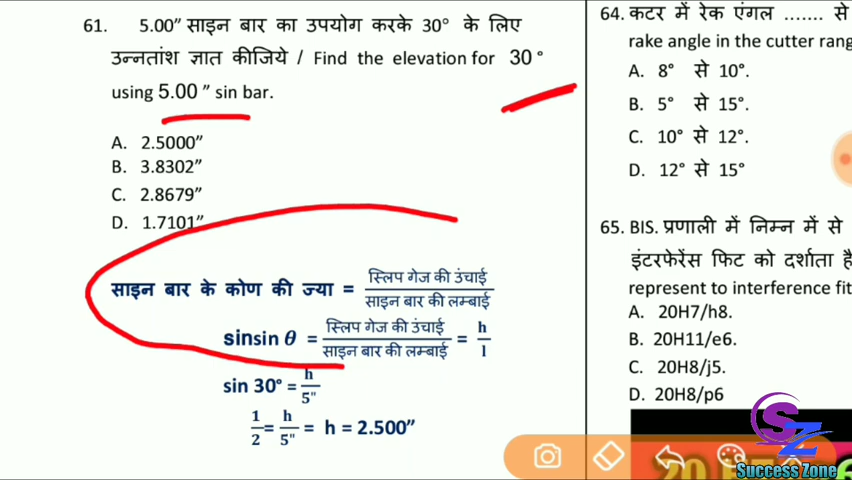 61. 5.00" साइन बार का उपयोग करके 30° के लिए
उन्नतांश ज्ञात कीजिये / Find the elevation for 30 °
using 5.00 " sin bar.
A. 2.5000"
B. 3.8302"
C. 2.8679"
D. 1.7101"
साइन बार के कोण की ज्या = स्लिप गेज की उंचाई
साइन बार की लम्बाई
sinsin θ = स्लिप गेज की उंचाई = h
साइन बार की लम्बाई l
sin 30° = h
5"
1 = h = h = 2.500"
2 5"
64. कटर में रेक एंगल ....... से
rake angle in the cutter rang
A. 8° से 10°.
B. 5° से 15°.
C. 10° से 12°.
D. 12° से 15°
65. BIS. प्रणाली में निम्न में से
इंटरफेरेंस फिट को दर्शाता है
represent to interference fit
A. 20H7/h8.
B. 20H11/e6.
C. 20H8/j5.
D. 20H8/p6
SZ
Success Zone